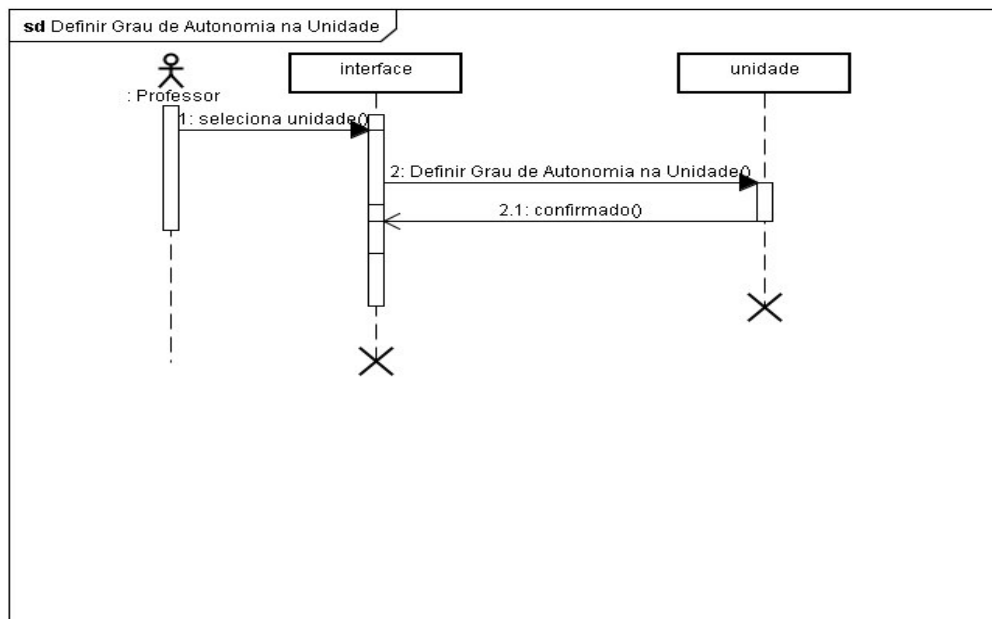 sd Definir Grau de Autonomia na Unidade
: Professor
interface
unidade
1: seleciona unidade()
2: Definir Grau de Autonomia na Unidade()
2.1: confirmado()